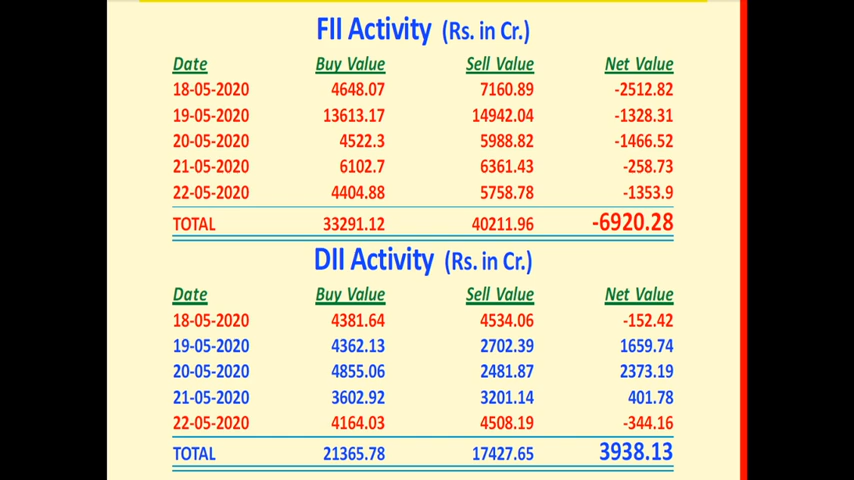 FII Activity (Rs. in Cr.)
Date Buy Value Sell Value Net Value
18-05-2020 4648.07 7160.89 -2512.82
19-05-2020 13613.17 14942.04 -1328.31
20-05-2020 4522.3 5988.82 -1466.52
21-05-2020 6102.7 6361.43 -258.73
22-05-2020 4404.88 5758.78 -1353.9
TOTAL 33291.12 40211.96 -6920.28
DII Activity (Rs. in Cr.)
Date Buy Value Sell Value Net Value
18-05-2020 4381.64 4534.06 -152.42
19-05-2020 4362.13 2702.39 1659.74
20-05-2020 4855.06 2481.87 2373.19
21-05-2020 3602.92 3201.14 401.78
22-05-2020 4164.03 4508.19 -344.16
TOTAL 21365.78 17427.65 3938.13